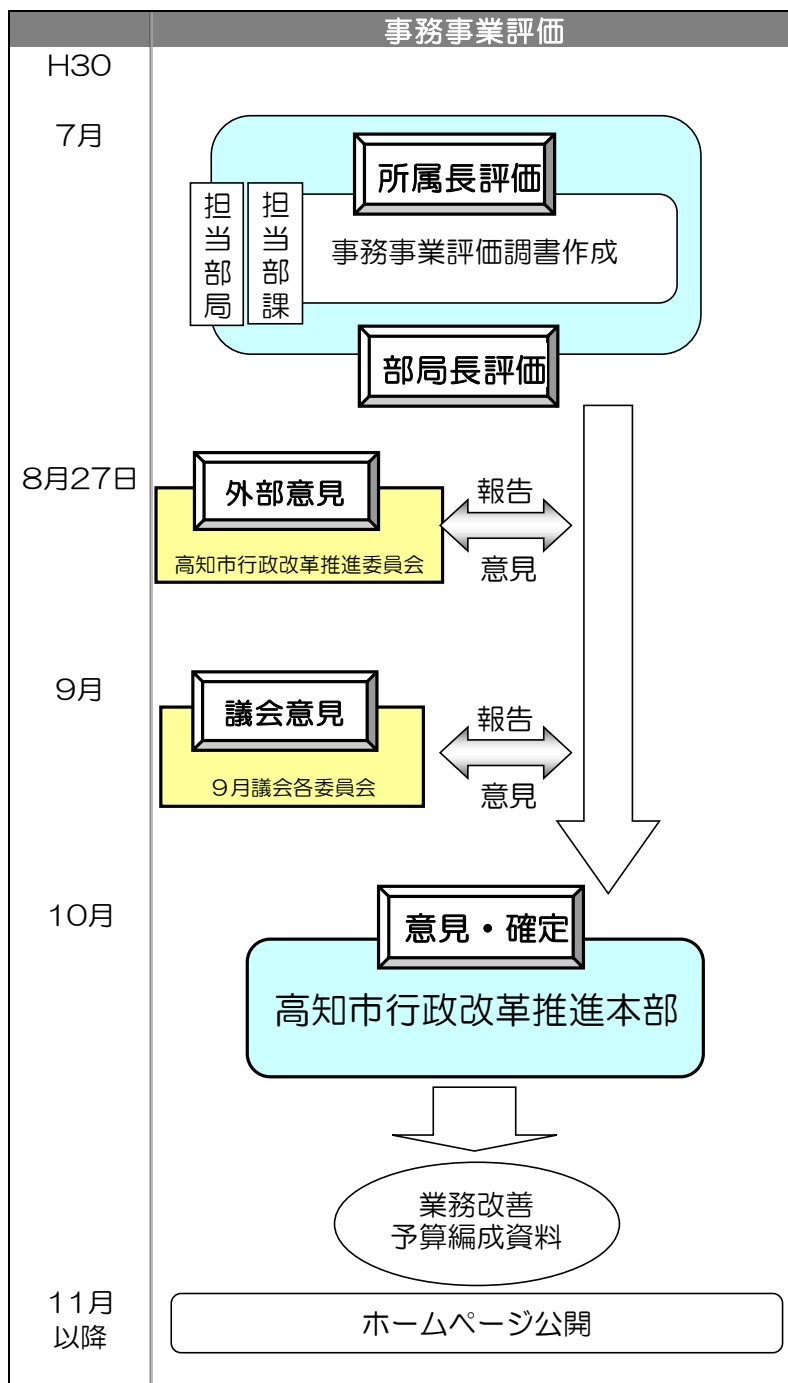 事務事業評価
H30
7月
所属長評価
担当部局
担当部課
事務事業評価調書作成
部局長評価
8月27日
外部意見
高知市行政改革推進委員会
報告
意見
9月
議会意見
9月議会各委員会
報告
意見
10月
意見・確定
高知市行政改革推進本部
業務改善
予算編成資料
11月
以降
ホームページ公開